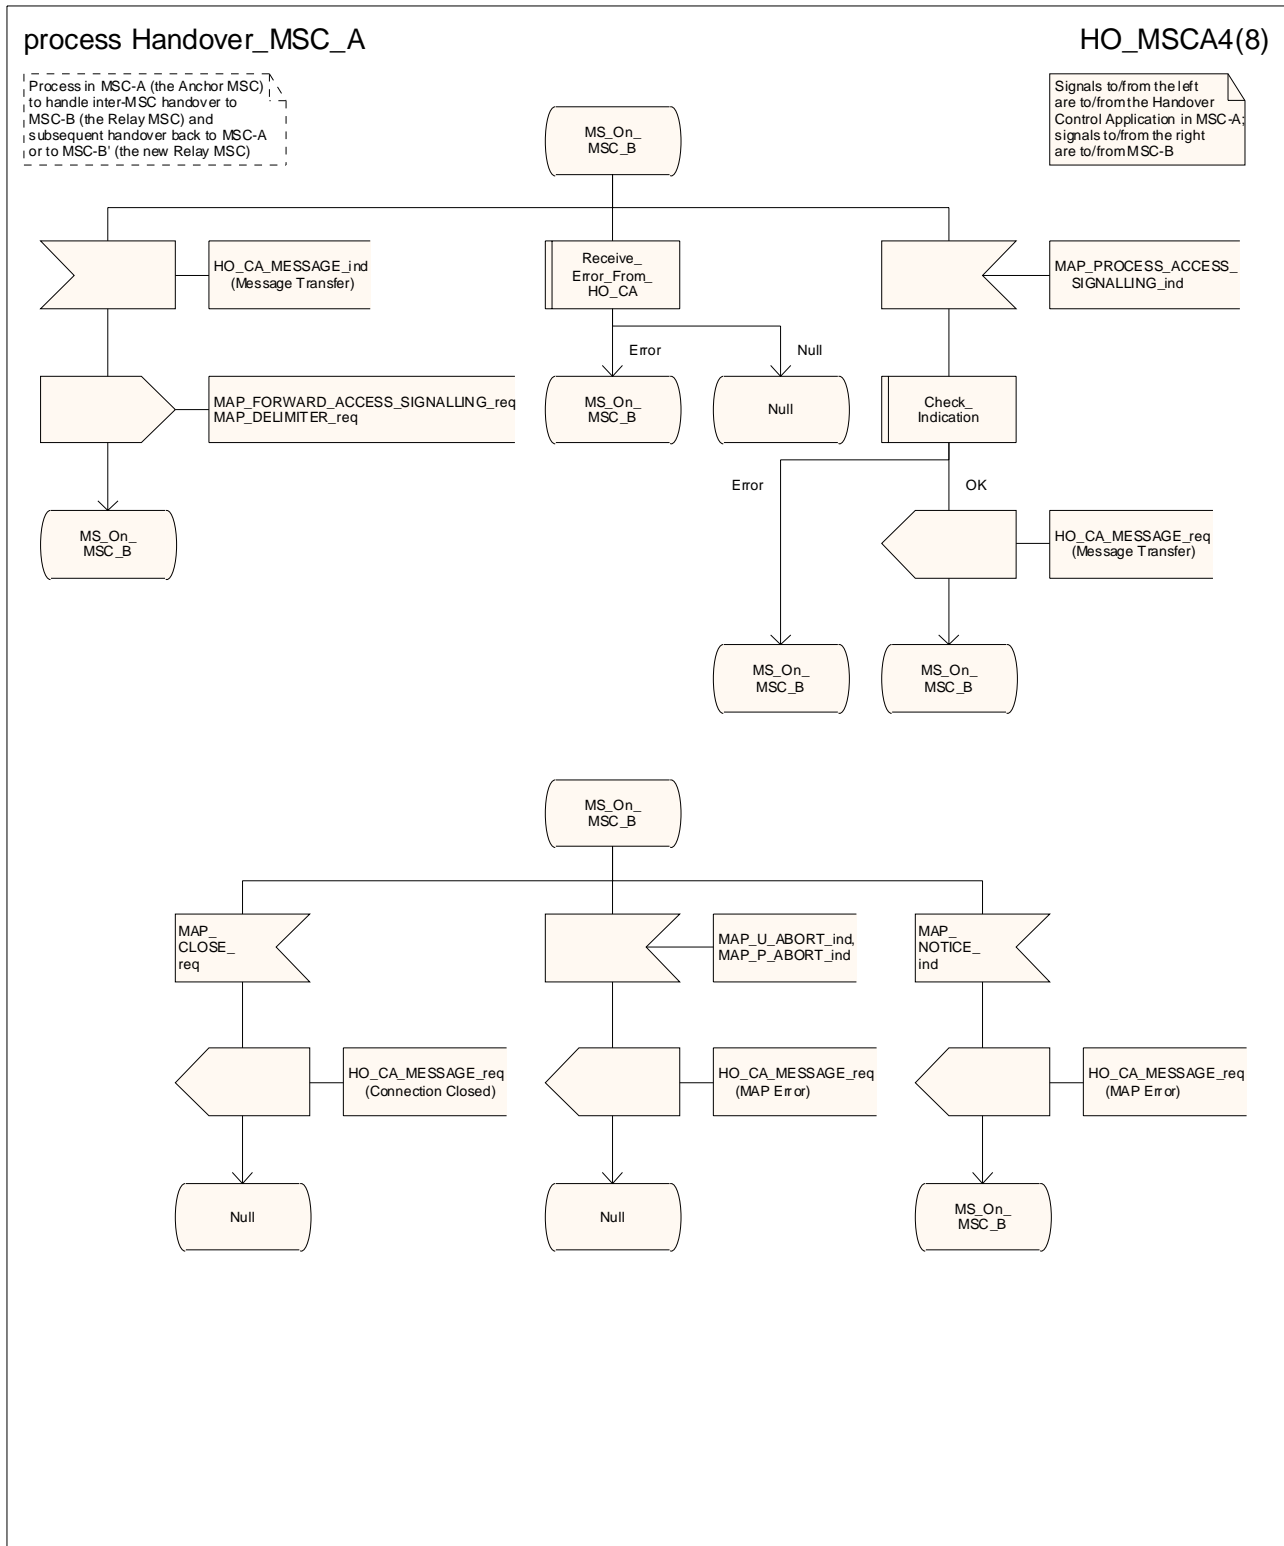 process Handover_MSC_A
HO_MSCA4(8)
Process in MSC-A (the Anchor MSC)
to handle inter-MSC handover to
MSC-B (the Relay MSC) and
subsequent handover back to MSC-A
or to MSC-B' (the new Relay MSC)
Signals to/from the left
are to/from the Handover
Control Application in MSC-A;
signals to/from the right
are to/from MSC-B
MS_On_
MSC_B
HO_CA_MESSAGE_ind
(Message Transfer)
Receive_
Error_From_
HO_CA
MAP_PROCESS_ACCESS_
SIGNALLING_ind
Error
Null
MAP_FORWARD_ACCESS_SIGNALLING_req
MAP_DELIMITER_req
MS_On_
MSC_B
Null
Check_
Indication
Error
OK
MS_On_
MSC_B
HO_CA_MESSAGE_req
(Message Transfer)
MS_On_
MSC_B
MS_On_
MSC_B
MS_On_
MSC_B
MAP_
CLOSE_
req
MAP_U_ABORT_ind,
MAP_P_ABORT_ind
MAP_
NOTICE_
ind
HO_CA_MESSAGE_req
(Connection Closed)
HO_CA_MESSAGE_req
(MAP Error)
HO_CA_MESSAGE_req
(MAP Error)
Null
Null
MS_On_
MSC_B